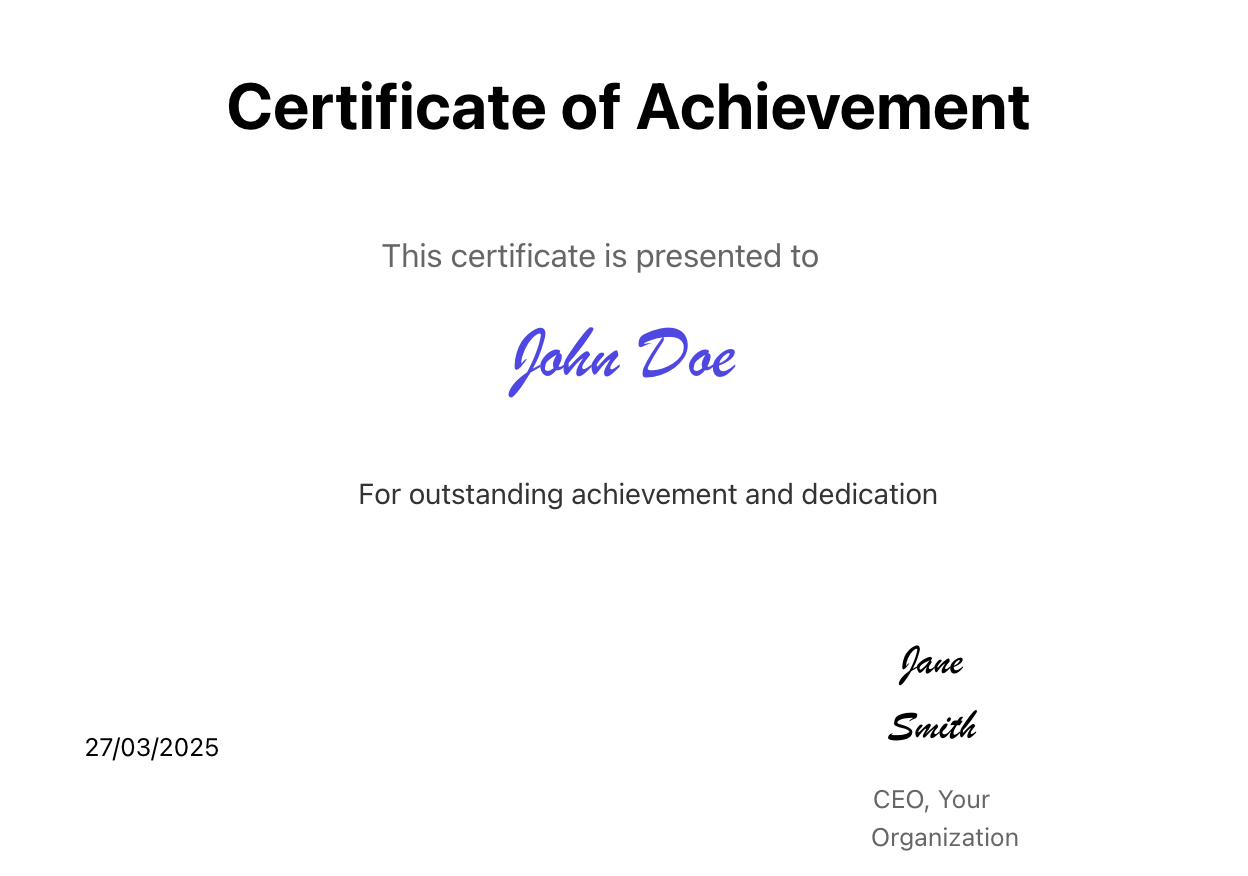 Certificate of Achievement
This certificate is presented to
John Doe
For outstanding achievement and dedication
Jane
Smith
27/03/2025
CEO, Your
Organization